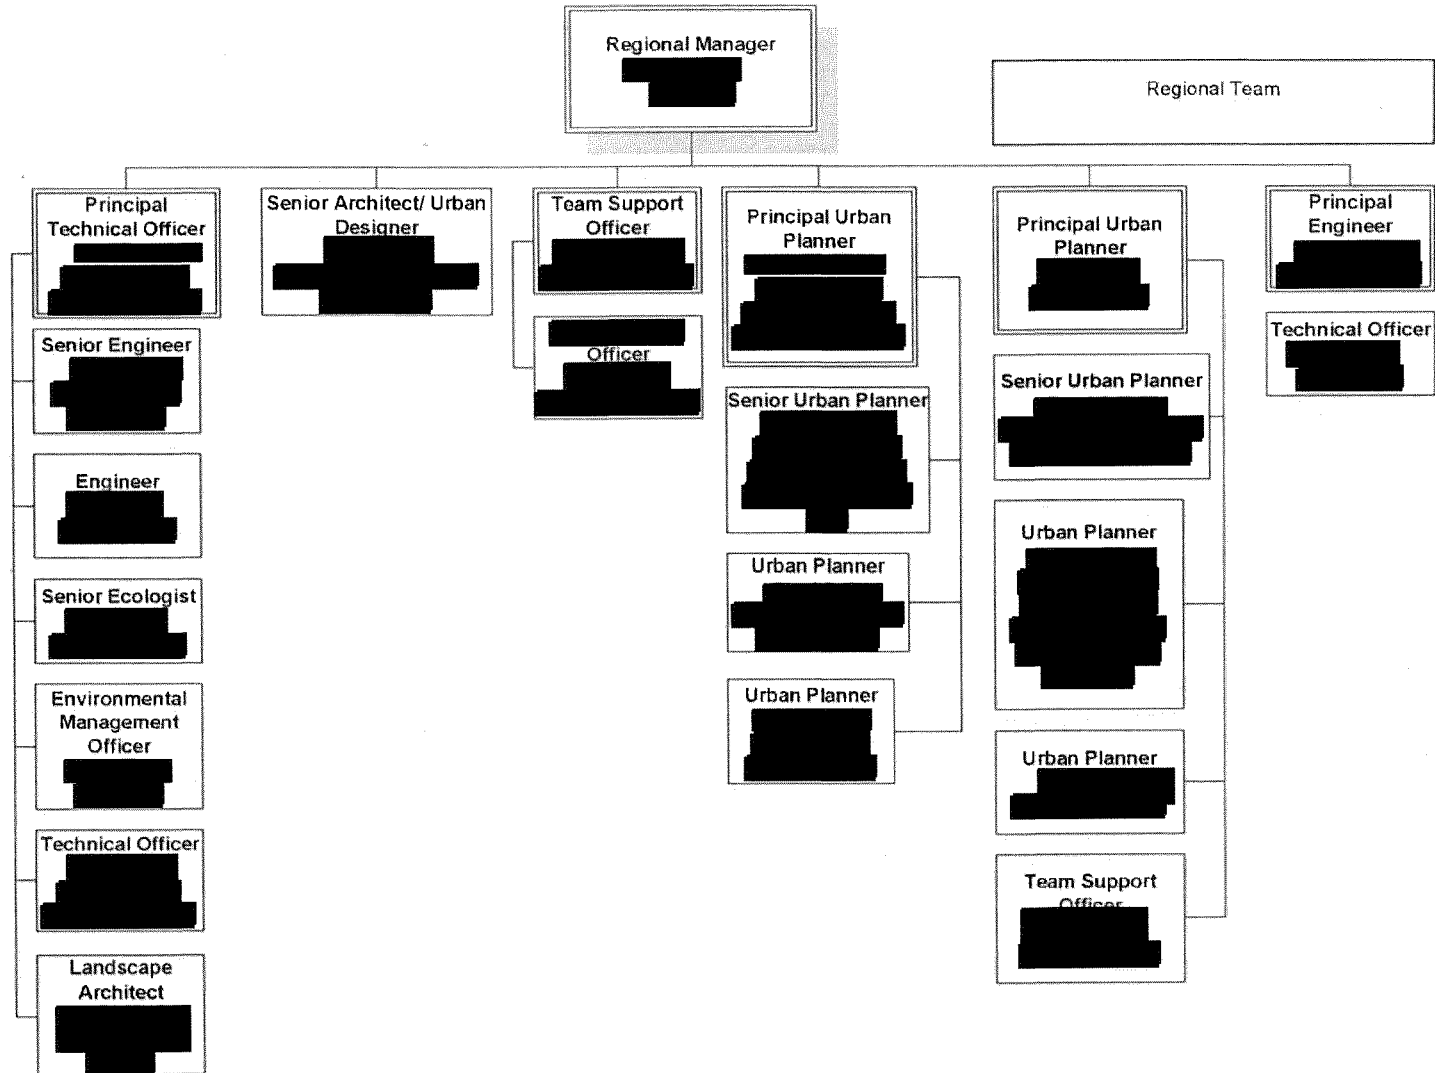 Regional Manager
Regional Team
Principal
Technical Officer
Senior Engineer
Engineer
Senior Ecologist
Environmental
Management
Officer
Technical Officer
Landscape
Architect
Senior Architect/ Urban
Designer
Team Support
Officer
Officer
Principal Urban
Planner
Senior Urban Planner
Urban Planner
Urban Planner
Principal Urban
Planner
Senior Urban Planner
Urban Planner
Urban Planner
Team Support
Officer
Principal
Engineer
Technical Officer